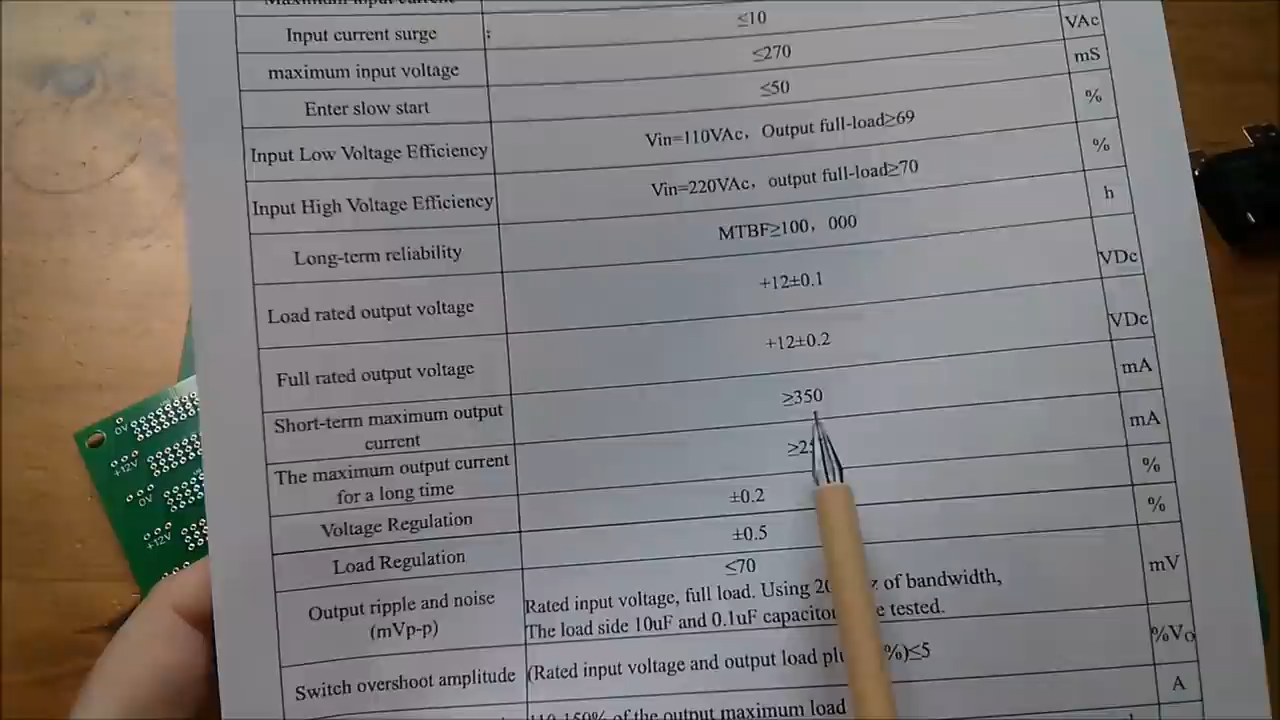 Maximum input current
Input current surge : ≤10 VAc
maximum input voltage ≤270 mS
Enter slow start ≤50 %
Input Low Voltage Efficiency Vin=110VAc, Output full-load≥69 %
Input High Voltage Efficiency Vin=220VAc, output full-load≥70 h
Long-term reliability MTBF≥100, 000
Load rated output voltage +12±0.1 VDc
Full rated output voltage +12±0.2 VDc
Short-term maximum output
current ≥350 mA
The maximum output current
for a long time mA
Voltage Regulation ±0.2 %
Load Regulation ±0.5 %
Output ripple and noise
(mVp-p) ≤70 mV
Rated input voltage, full load. Using of bandwidth,
The load side 10uF and 0.1uF tested.
Switch overshoot amplitude (Rated input voltage and output load %)≤5 %Vo
of the output maximum load A
0V
+12V
0V
+12V